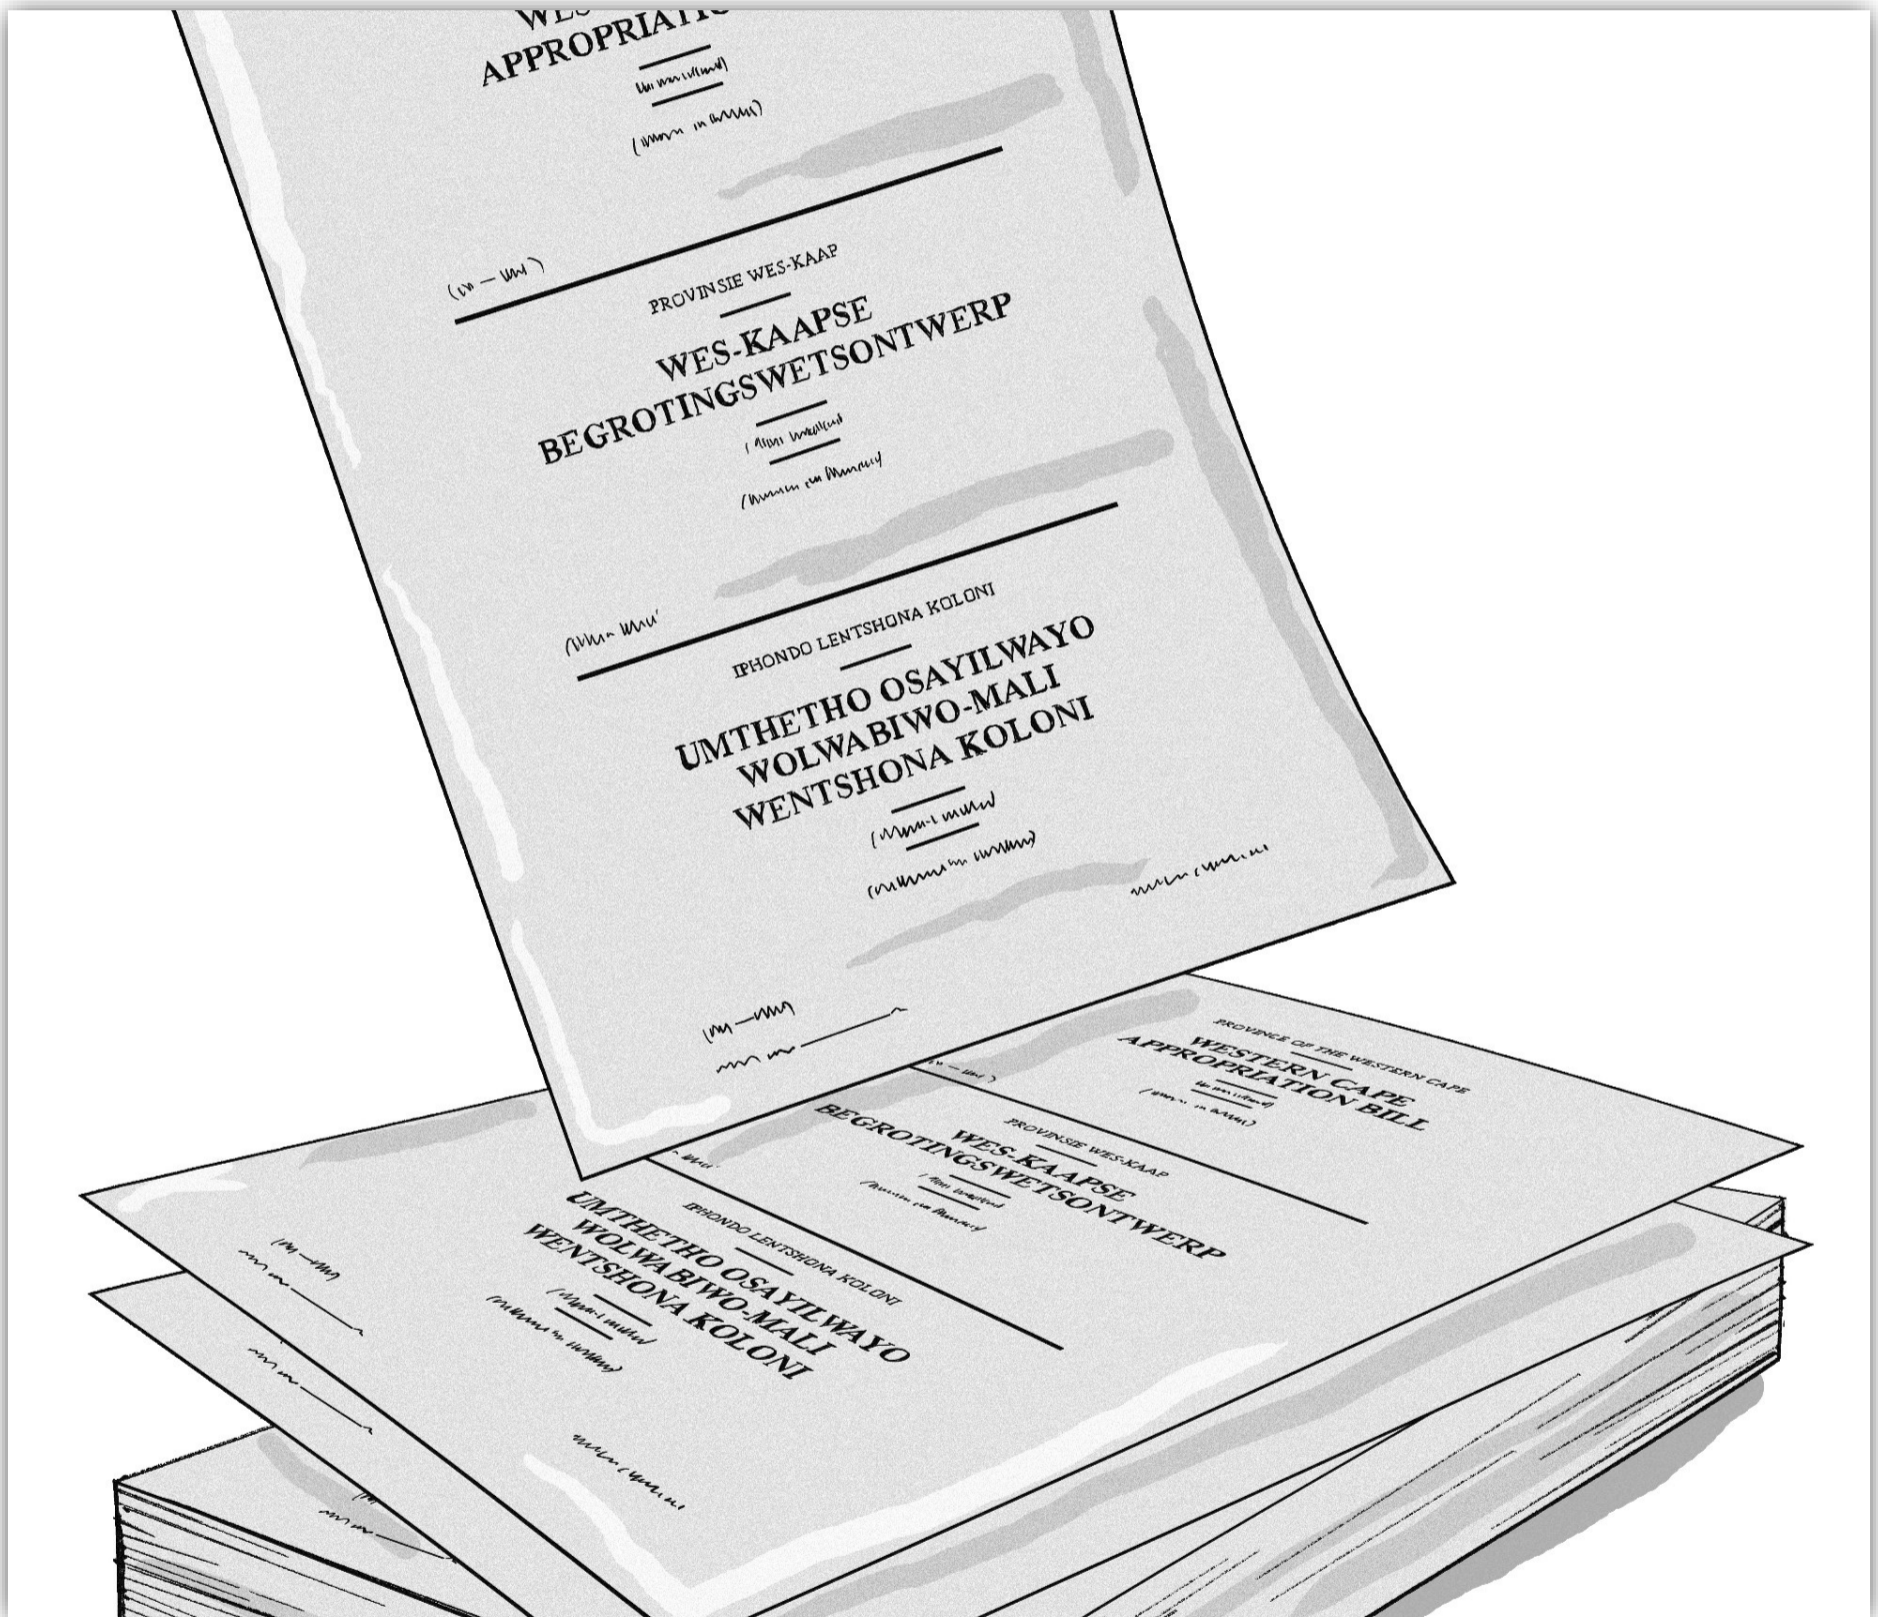 APPROPRIATIO
PROVINSIE WES-KAAP
WES-KAAPSE
BEGROTINGSWETSONTWERP
IPHONDO LENTSHONA KOLONI
UMTHETHO OSAYILWAYO
WOLWABIWO-MALI
WENTSHONA KOLONI
PROVINCE OF THE WESTERN CAPE
WESTERN CAPE
APPROPRIATION BILL
PROVINSIE WES-KAAP
WES-KAAPSE
BEGROTINGSWETSONTWERP
IPHONDO LENTSHONA KOLONI
UMTHETHO OSAYILWAYO
WOLWABIWO-MALI
WENTSHONA KOLONI